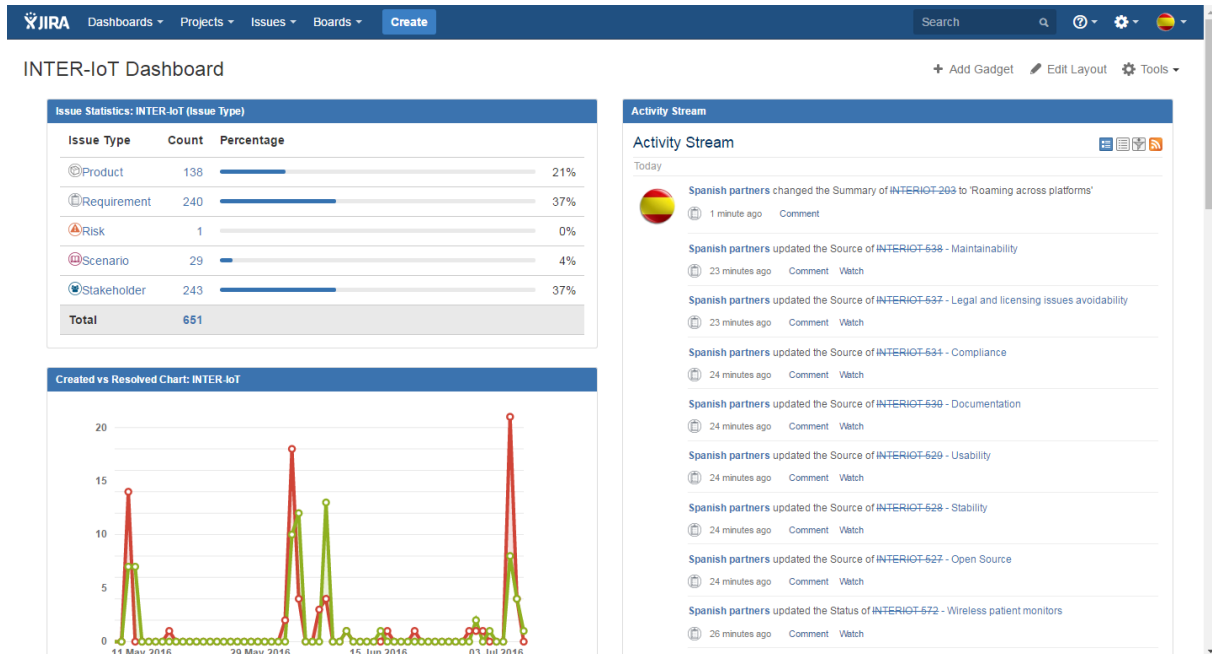 JIRA Dashboards Projects Issues Boards Create Search
INTER-IoT Dashboard
Add Gadget Edit Layout Tools
Issue Statistics: INTER-IoT (Issue Type)
Issue Type Count Percentage
Product 138 21%
Requirement 240 37%
Risk 1 0%
Scenario 29 4%
Stakeholder 243 37%
Total 651
Created vs Resolved Chart: INTER-IoT
20
15
10
5
0
11 May 2016 29 May 2016 15 Jun 2016 03 Jul 2016
Activity Stream
Activity Stream
Today
Spanish partners changed the Summary of INTERIOT-203 to 'Roaming across platforms'
1 minute ago Comment
Spanish partners updated the Source of INTERIOT-538 - Maintainability
23 minutes ago Comment Watch
Spanish partners updated the Source of INTERIOT-537 - Legal and licensing issues avoidability
23 minutes ago Comment Watch
Spanish partners updated the Source of INTERIOT-531 - Compliance
24 minutes ago Comment Watch
Spanish partners updated the Source of INTERIOT-530 - Documentation
24 minutes ago Comment Watch
Spanish partners updated the Source of INTERIOT-529 - Usability
24 minutes ago Comment Watch
Spanish partners updated the Source of INTERIOT-528 - Stability
24 minutes ago Comment Watch
Spanish partners updated the Source of INTERIOT-527 - Open Source
24 minutes ago Comment Watch
Spanish partners updated the Status of INTERIOT-572 - Wireless patient monitors
26 minutes ago Comment Watch